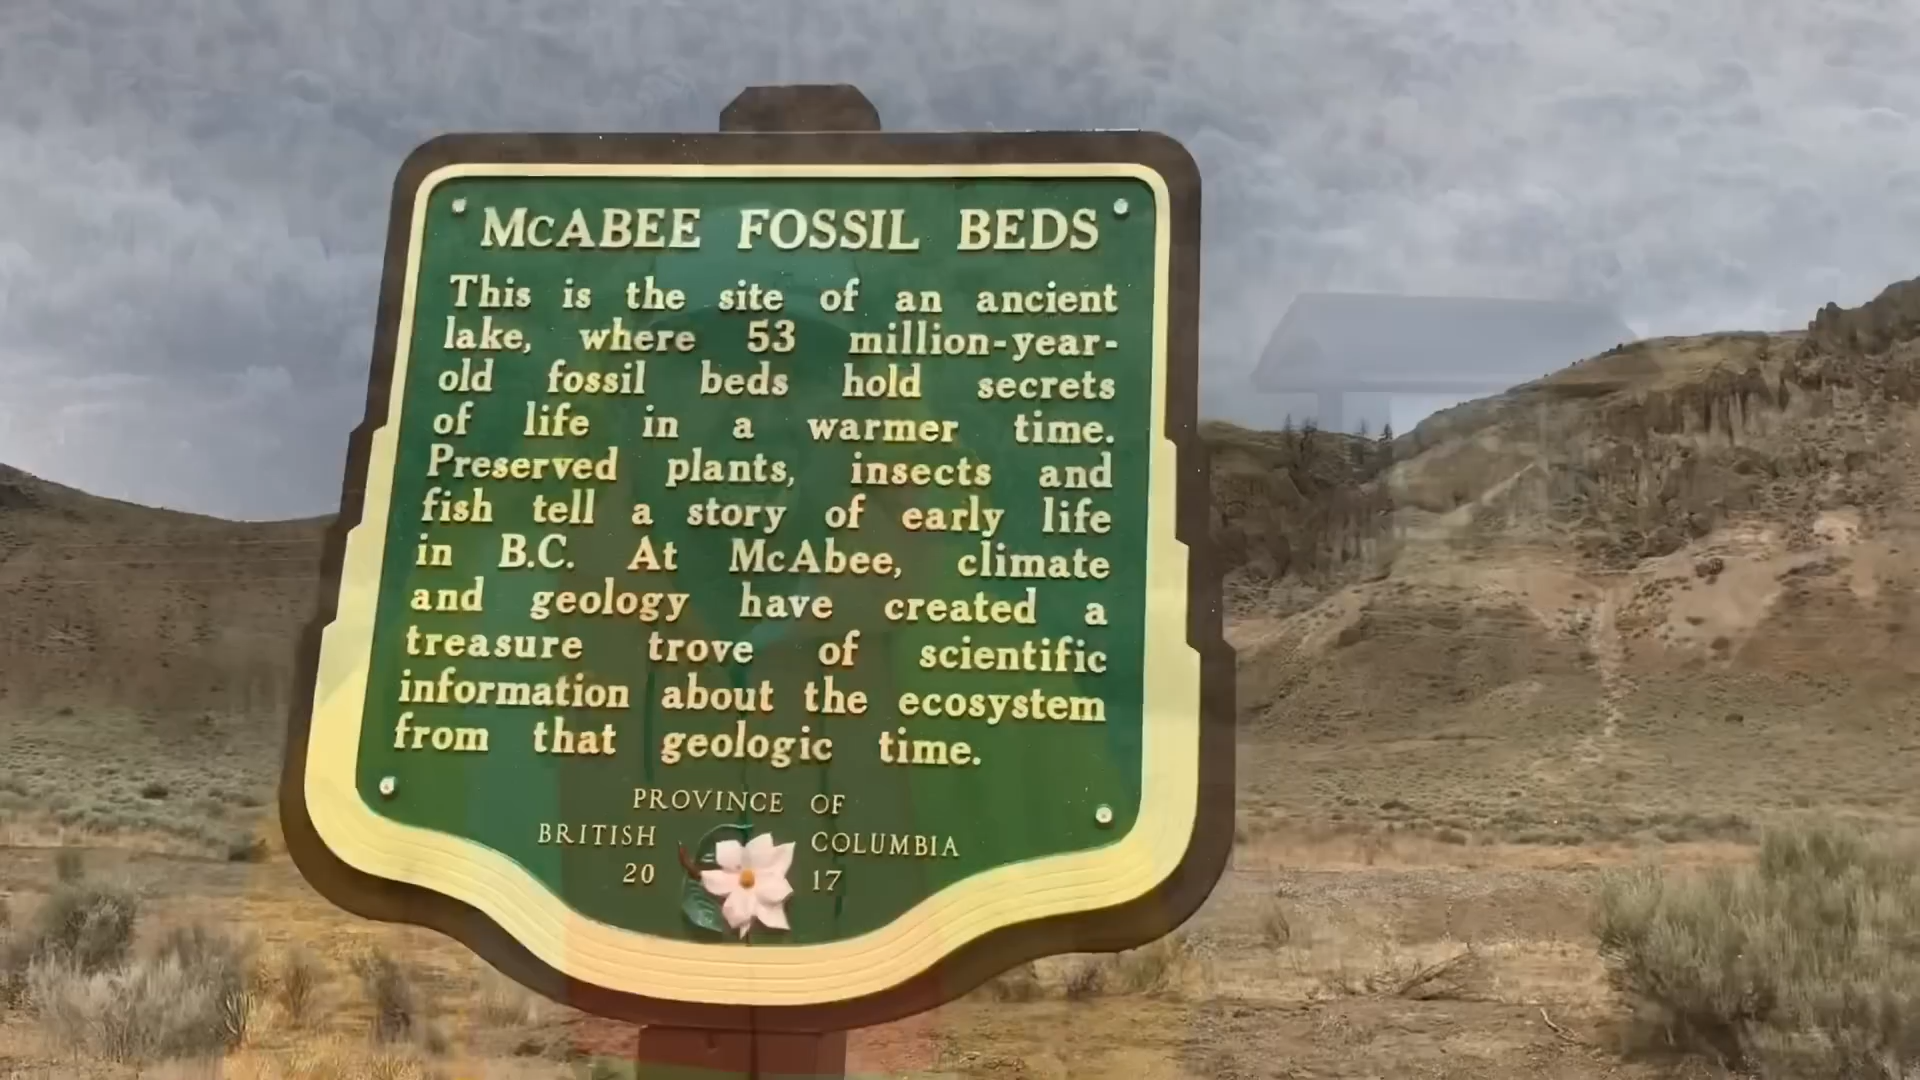 McABEE FOSSIL BEDS
This is the site of an ancient
lake, where 53 million-year-
old fossil beds hold secrets
of life in a warmer time.
Preserved plants, insects and
fish tell a story of early life
in B.C. At McAbee, climate
and geology have created a
treasure trove of scientific
information about the ecosystem
from that geologic time.
PROVINCE OF
BRITISH COLUMBIA
20 17